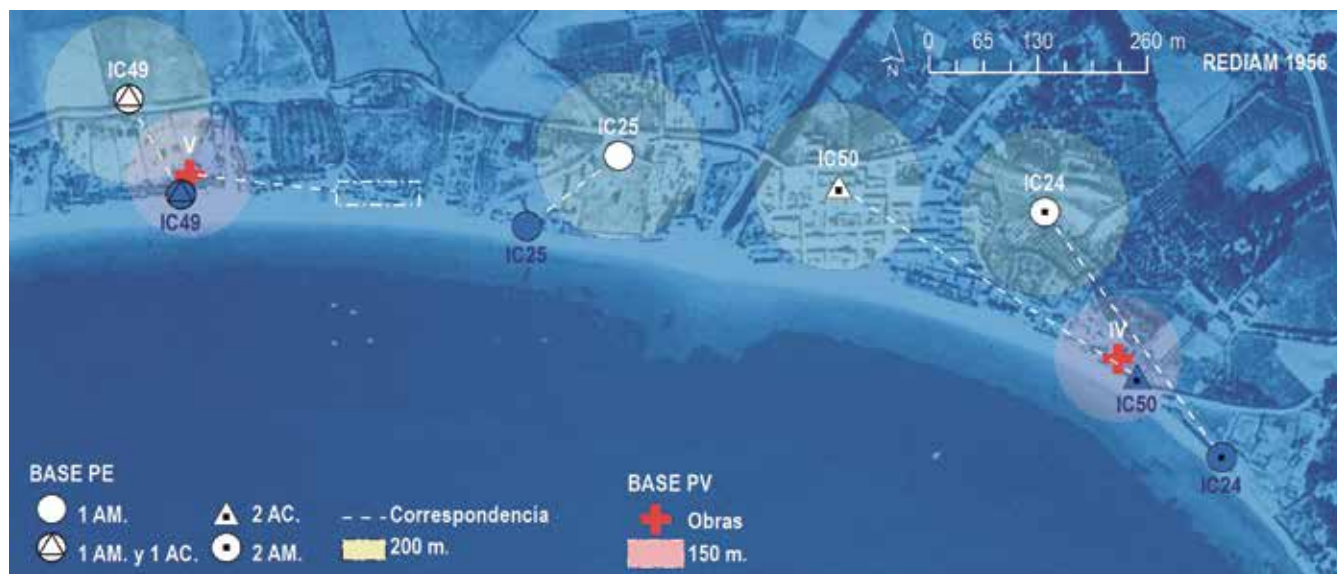 0 65 130 260 m
N
REDIAM 1956
IC49
V
IC49
IC25
IC25
IC50
IC24
IV
IC50
IC24
BASE PE
1 AM.
2 AC.
Correspondencia
1 AM. y 1 AC.
2 AM.
200 m.
BASE PV
Obras
150 m.